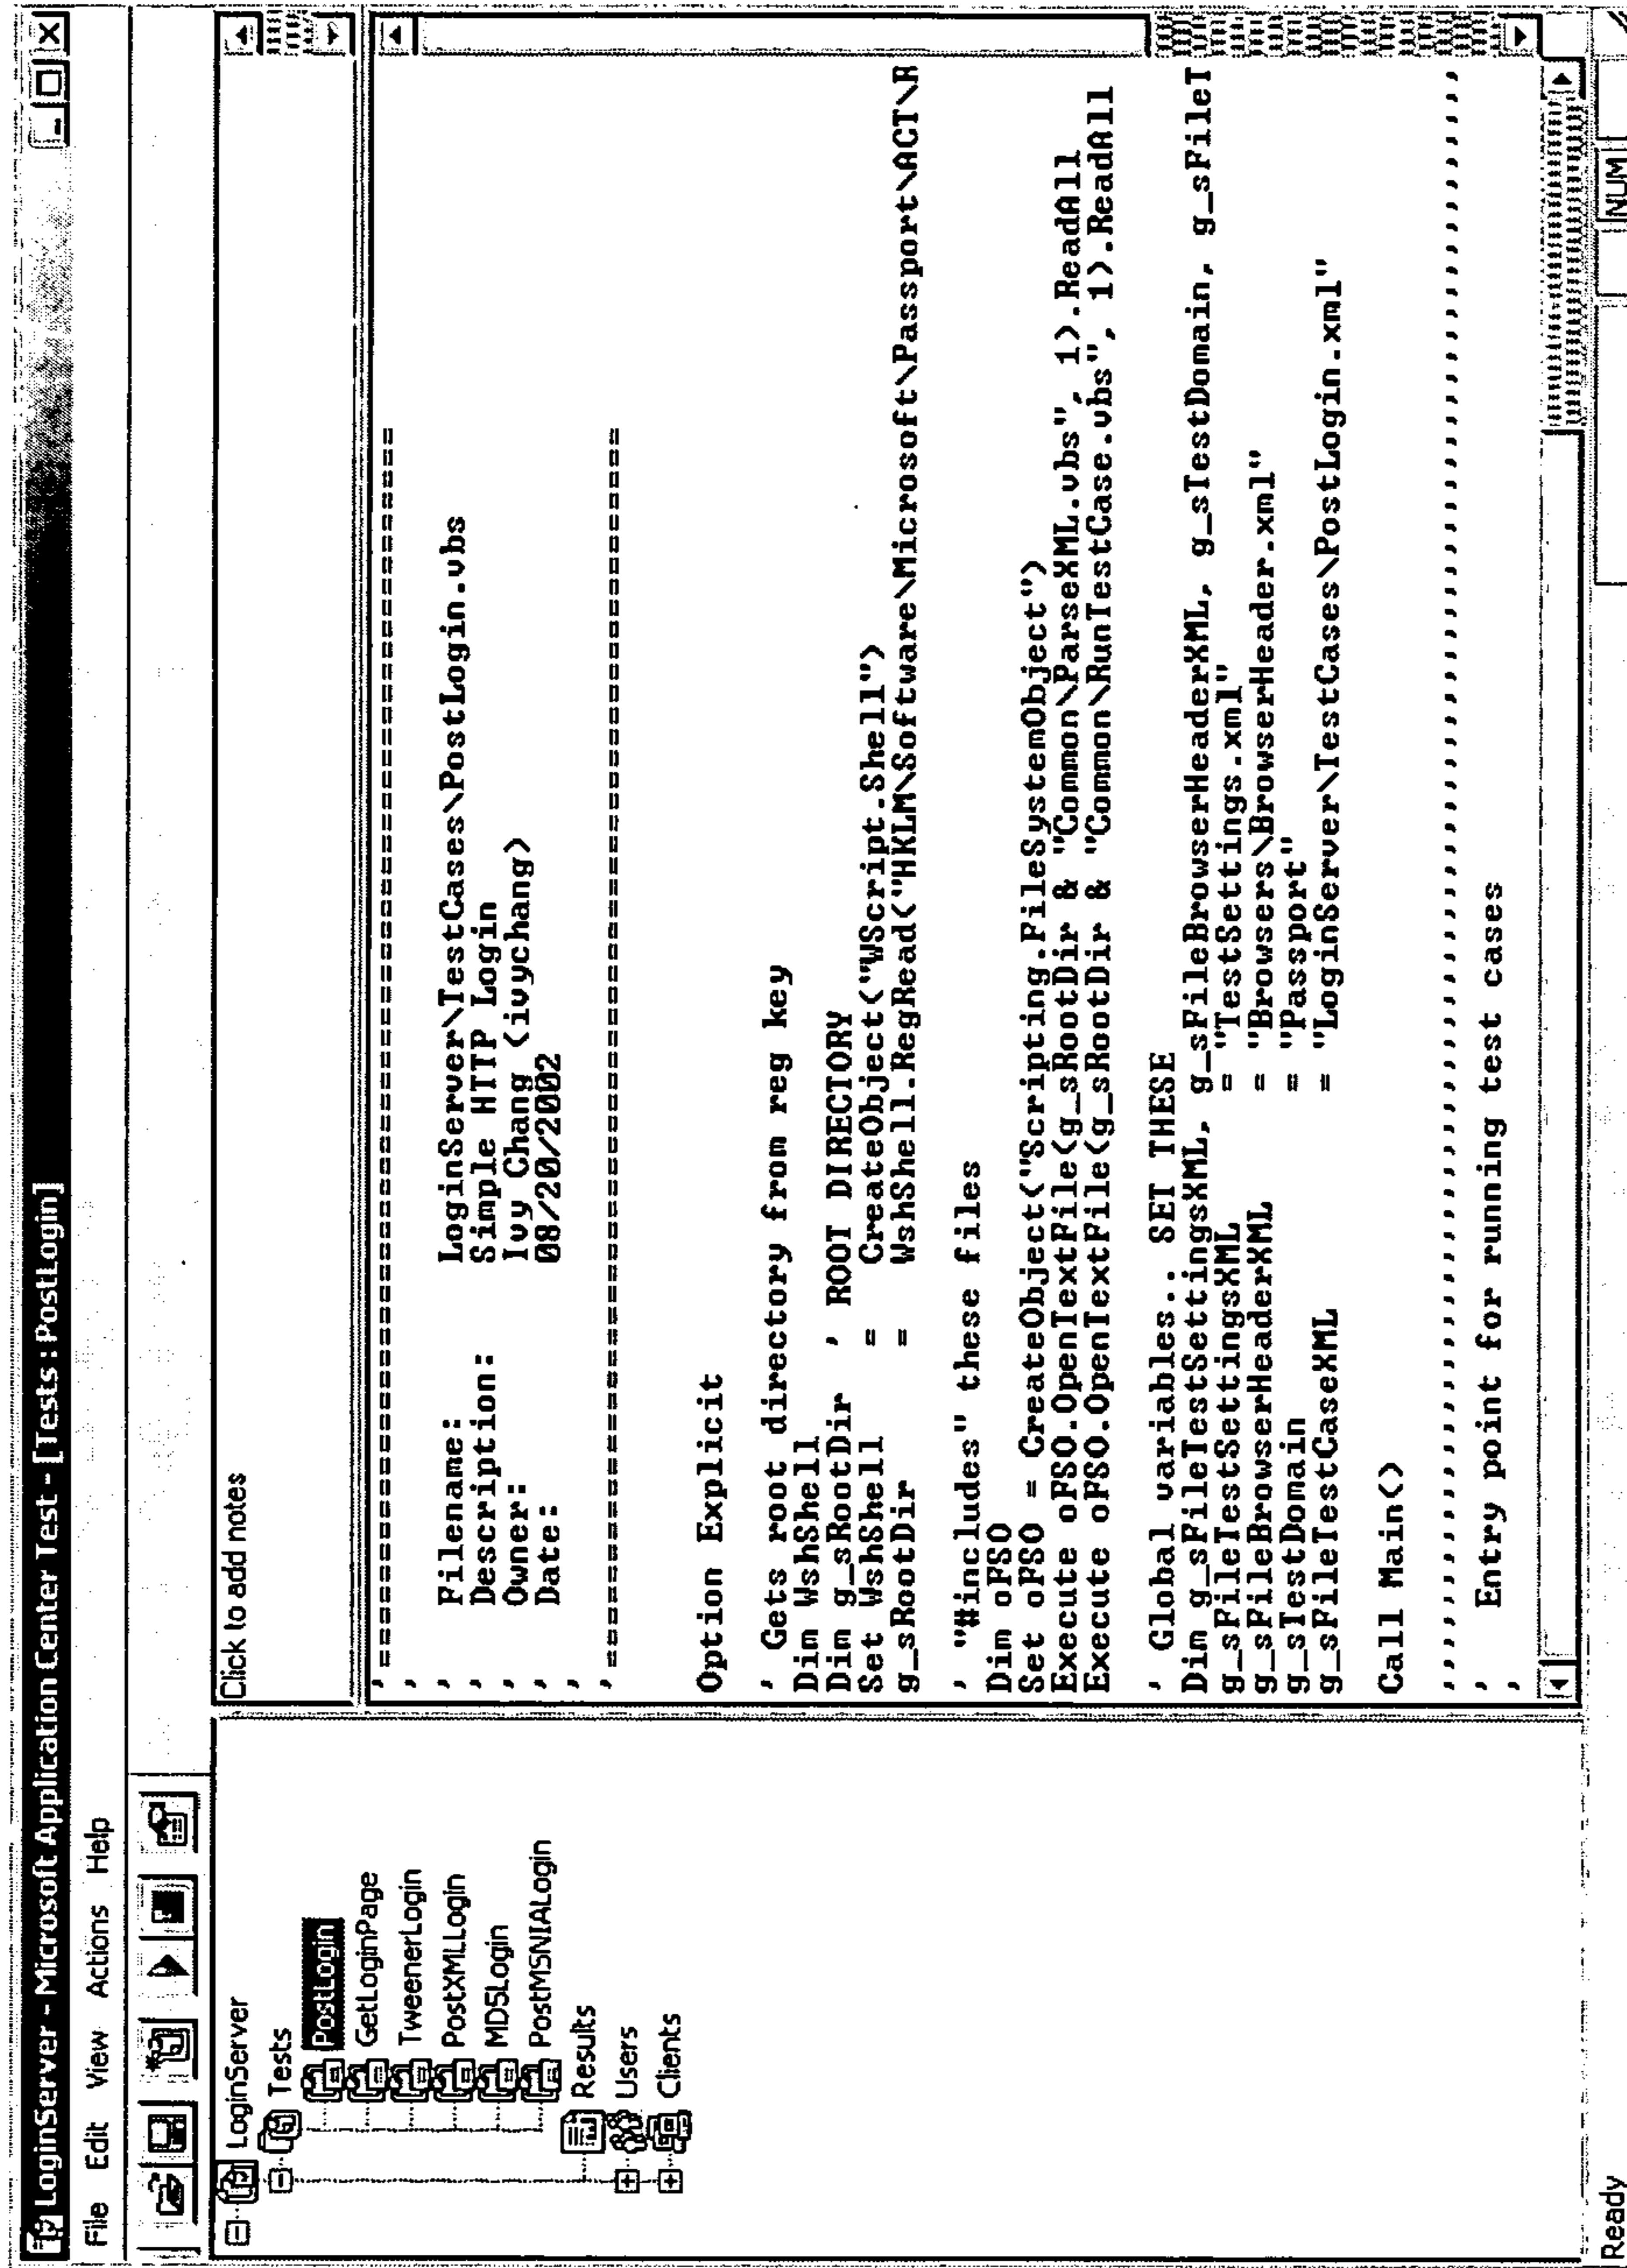 LoginServer - Microsoft Application Center Test - [Tests : PostLogin]
File Edit View Actions Help
LoginServer
Tests
PostLogin
GetLoginPage
TweenerLogin
PostXMLLogin
MDSLogin
PostMSNIALogin
Results
Users
Clients
Click to add notes
' ============================================================
'
' Filename: LoginServer\TestCases\PostLogin.vbs
' Description: Simple HTTP Login
' Owner: Ivy Chang (ivychang)
' Date: 08/20/2002
'
' ============================================================
Option Explicit
' Gets root directory from reg key
Dim WshShell
Dim g_sRootDir ' ROOT DIRECTORY
Set WshShell = CreateObject("WScript.Shell")
g_sRootDir = WshShell.RegRead("HKLM\Software\Microsoft\Passport\ACT\R
' "#includes" these files
Dim oFSO
Set oFSO = CreateObject("Scripting.FileSystemObject")
Execute oFSO.OpenTextFile(g_sRootDir & "Common\ParseXML.vbs", 1).ReadAll
Execute oFSO.OpenTextFile(g_sRootDir & "Common\RunTestCase.vbs", 1).ReadAll
' Global variables.. SET THESE
Dim g_sFileTestSettingsXML, g_sFileBrowserHeaderXML, g_sTestDomain, g_sFileT
g_sFileTestSettingsXML = "TestSettings.xml"
g_sFileBrowserHeaderXML = "Browsers\BrowserHeader.xml"
g_sTestDomain = "Passport"
g_sFileTestCaseXML = "LoginServer\TestCases\PostLogin.xml"
Call Main()
''''''''''''''''''''''''''''''''''''''''''''''''''''''''''''
' Entry point for running test cases
'
Ready
NUM